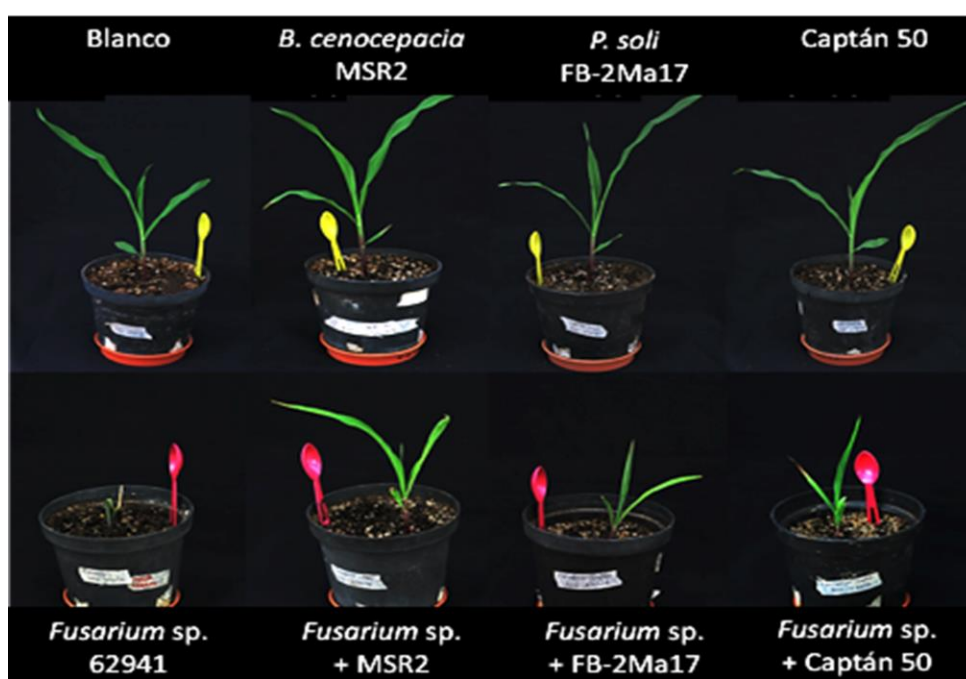 Blanco
B. cenocepacia
MSR2
P. soli
FB-2Ma17
Captán 50
Fusarium sp.
62941
Fusarium sp.
+ MSR2
Fusarium sp.
+ FB-2Ma17
Fusarium sp.
+ Captán 50